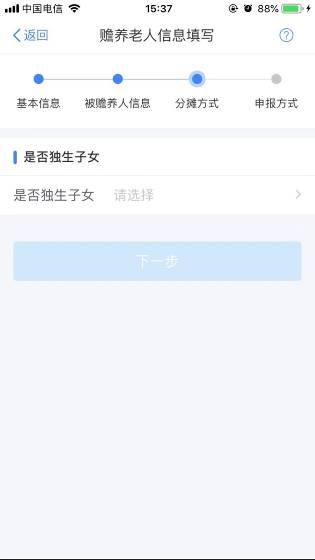 中国电信 15:37 88%
返回 赡养老人信息填写 ?
基本信息 被赡养人信息 分摊方式 申报方式
是否独生子女
是否独生子女 请选择
下一步